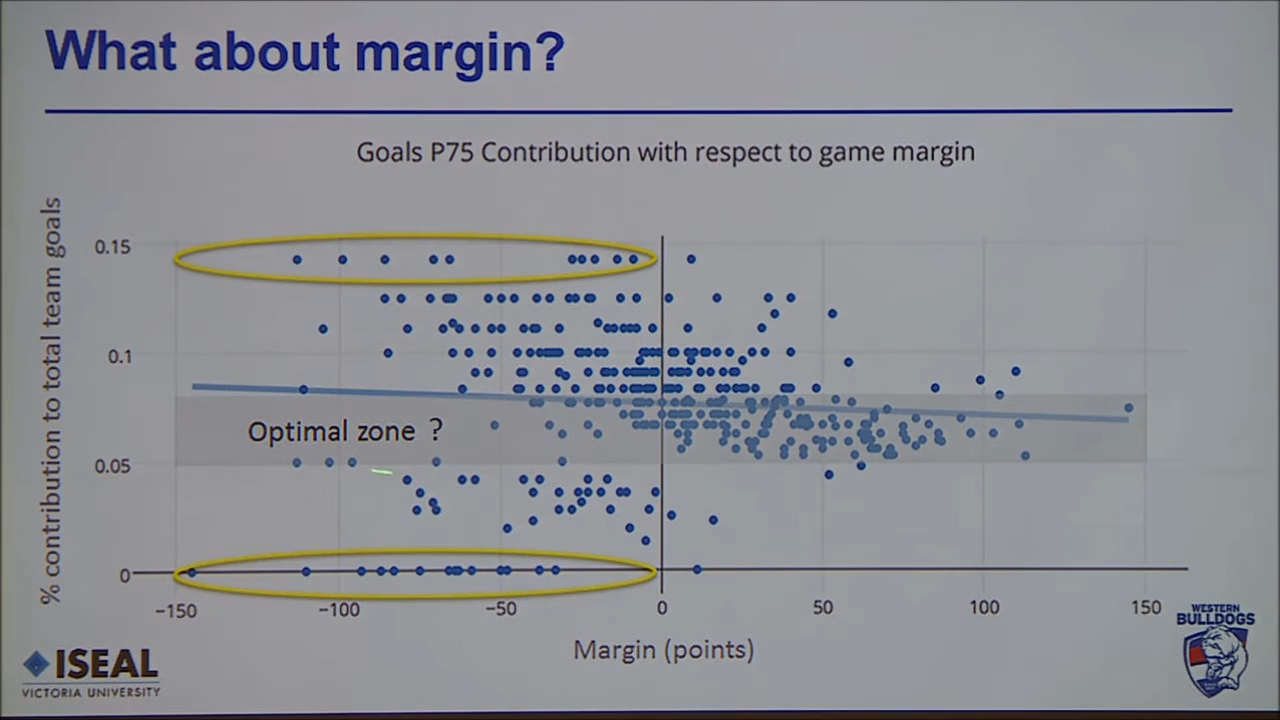 What about margin?
Goals P75 Contribution with respect to game margin
% contribution to total team goals
0.15
0.1
0.05
0
Optimal zone ?
−150
−100
−50
0
50
100
150
Margin (points)
ISEAL
VICTORIA UNIVERSITY
WESTERN
BULLDOGS